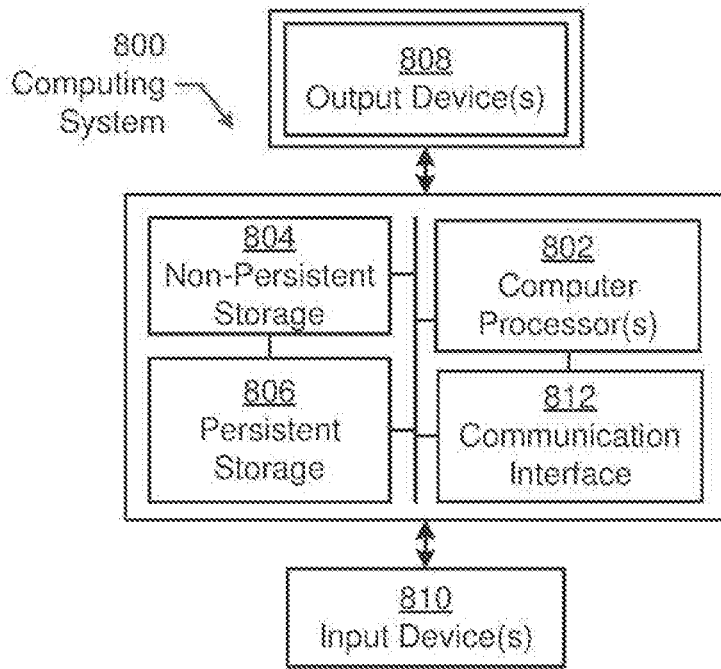 800
Computing
System
808
Output Device(s)
804
Non-Persistent
Storage
802
Computer
Processor(s)
806
Persistent
Storage
812
Communication
Interface
810
Input Device(s)